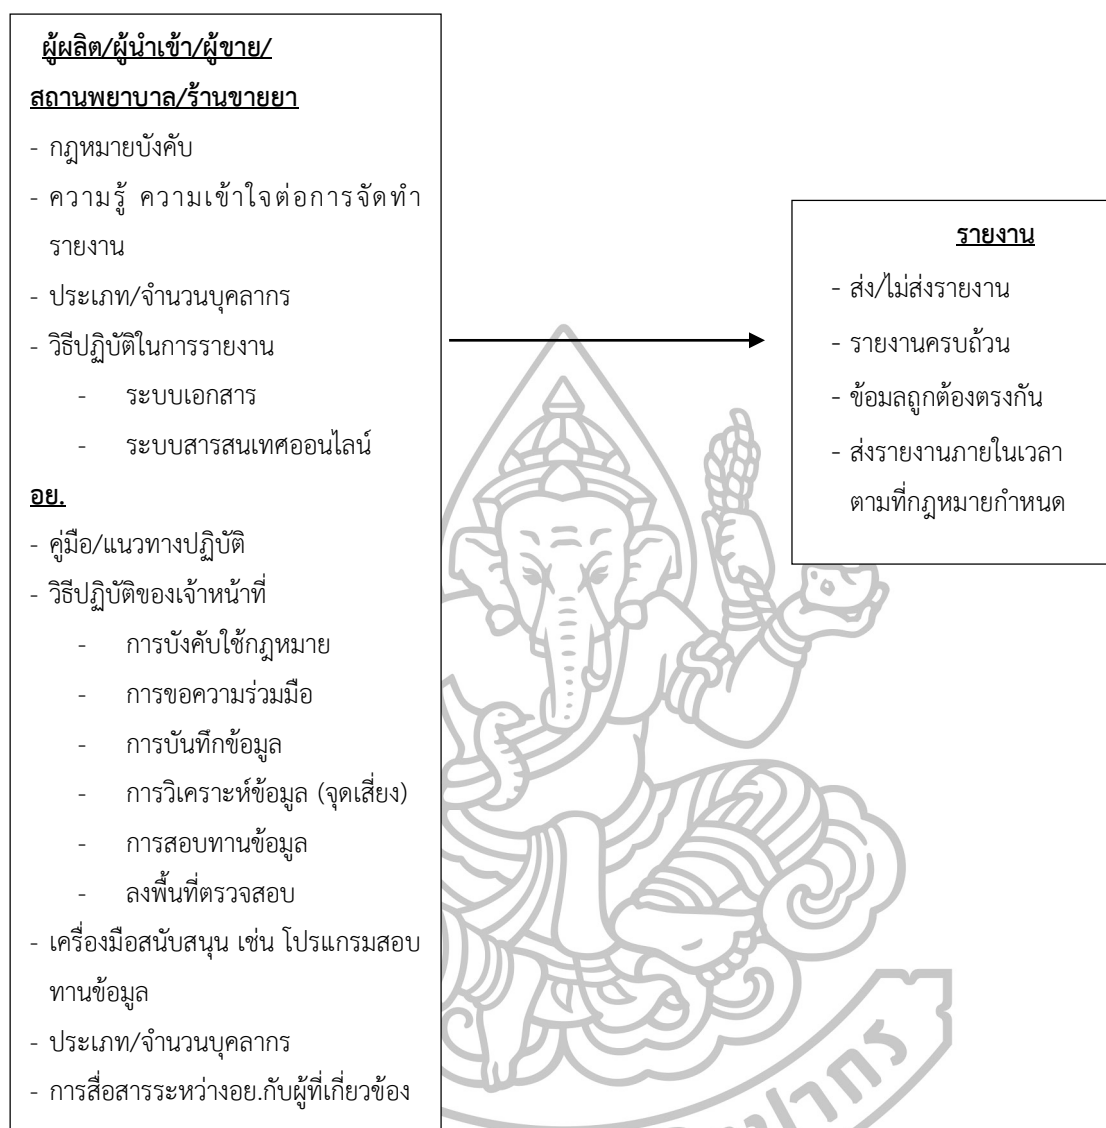 ผู้ผลิต/ผู้นำเข้า/ผู้ขาย/
สถานพยาบาล/ร้านขายยา
- กฎหมายบังคับ
- ความรู้ ความเข้าใจต่อการจัดทำ
รายงาน
- ประเภท/จำนวนบุคลากร
- วิธีปฏิบัติในการรายงาน
- ระบบเอกสาร
- ระบบสารสนเทศออนไลน์
อย.
- คู่มือ/แนวทางปฏิบัติ
- วิธีปฏิบัติของเจ้าหน้าที่
- การบังคับใช้กฎหมาย
- การขอความร่วมมือ
- การบันทึกข้อมูล
- การวิเคราะห์ข้อมูล (จุดเสี่ยง)
- การสอบทานข้อมูล
- ลงพื้นที่ตรวจสอบ
- เครื่องมือสนับสนุน เช่น โปรแกรมสอบ
ทานข้อมูล
- ประเภท/จำนวนบุคลากร
- การสื่อสารระหว่างอย.กับผู้ที่เกี่ยวข้อง
รายงาน
- ส่ง/ไม่ส่งรายงาน
- รายงานครบถ้วน
- ข้อมลถูกต้องตรงกัน
- ส่งรายงานภายในเวลา
ตามที่กฎหมายกำหนด